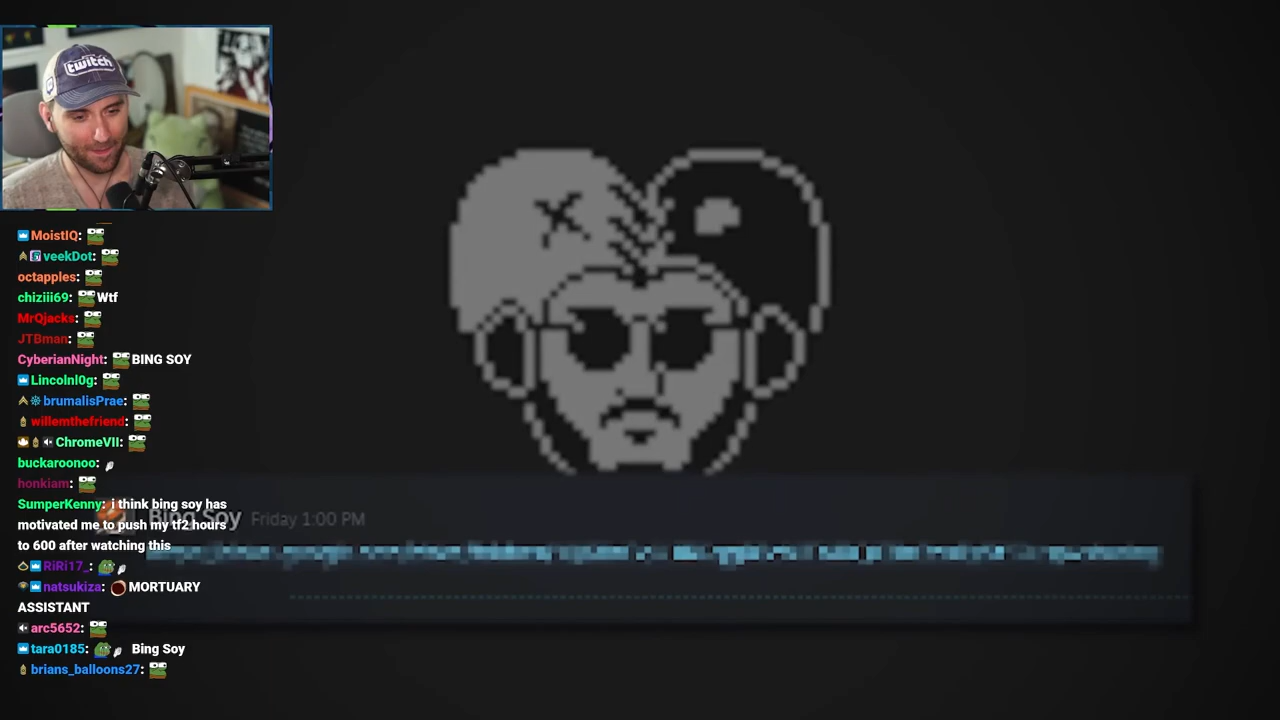 twitch
MoistIQ:
veekDot:
octapples:
chiziii69: Wtf
MrQjacks:
JTBman:
CyberianNight: BING SOY
Lincolnl0g:
brumalisPrae:
willemthefriend:
ChromeVII:
buckaroonoo:
honkiam:
SumperKenny: i think bing soy has
motivated me to push my tf2 hours
to 600 after watching this
Bing Soy Friday 1:00 PM
RiRi17_:
natsukiza: MORTUARY
ASSISTANT
arc5652:
tara0185: Bing Soy
brians_balloons27: